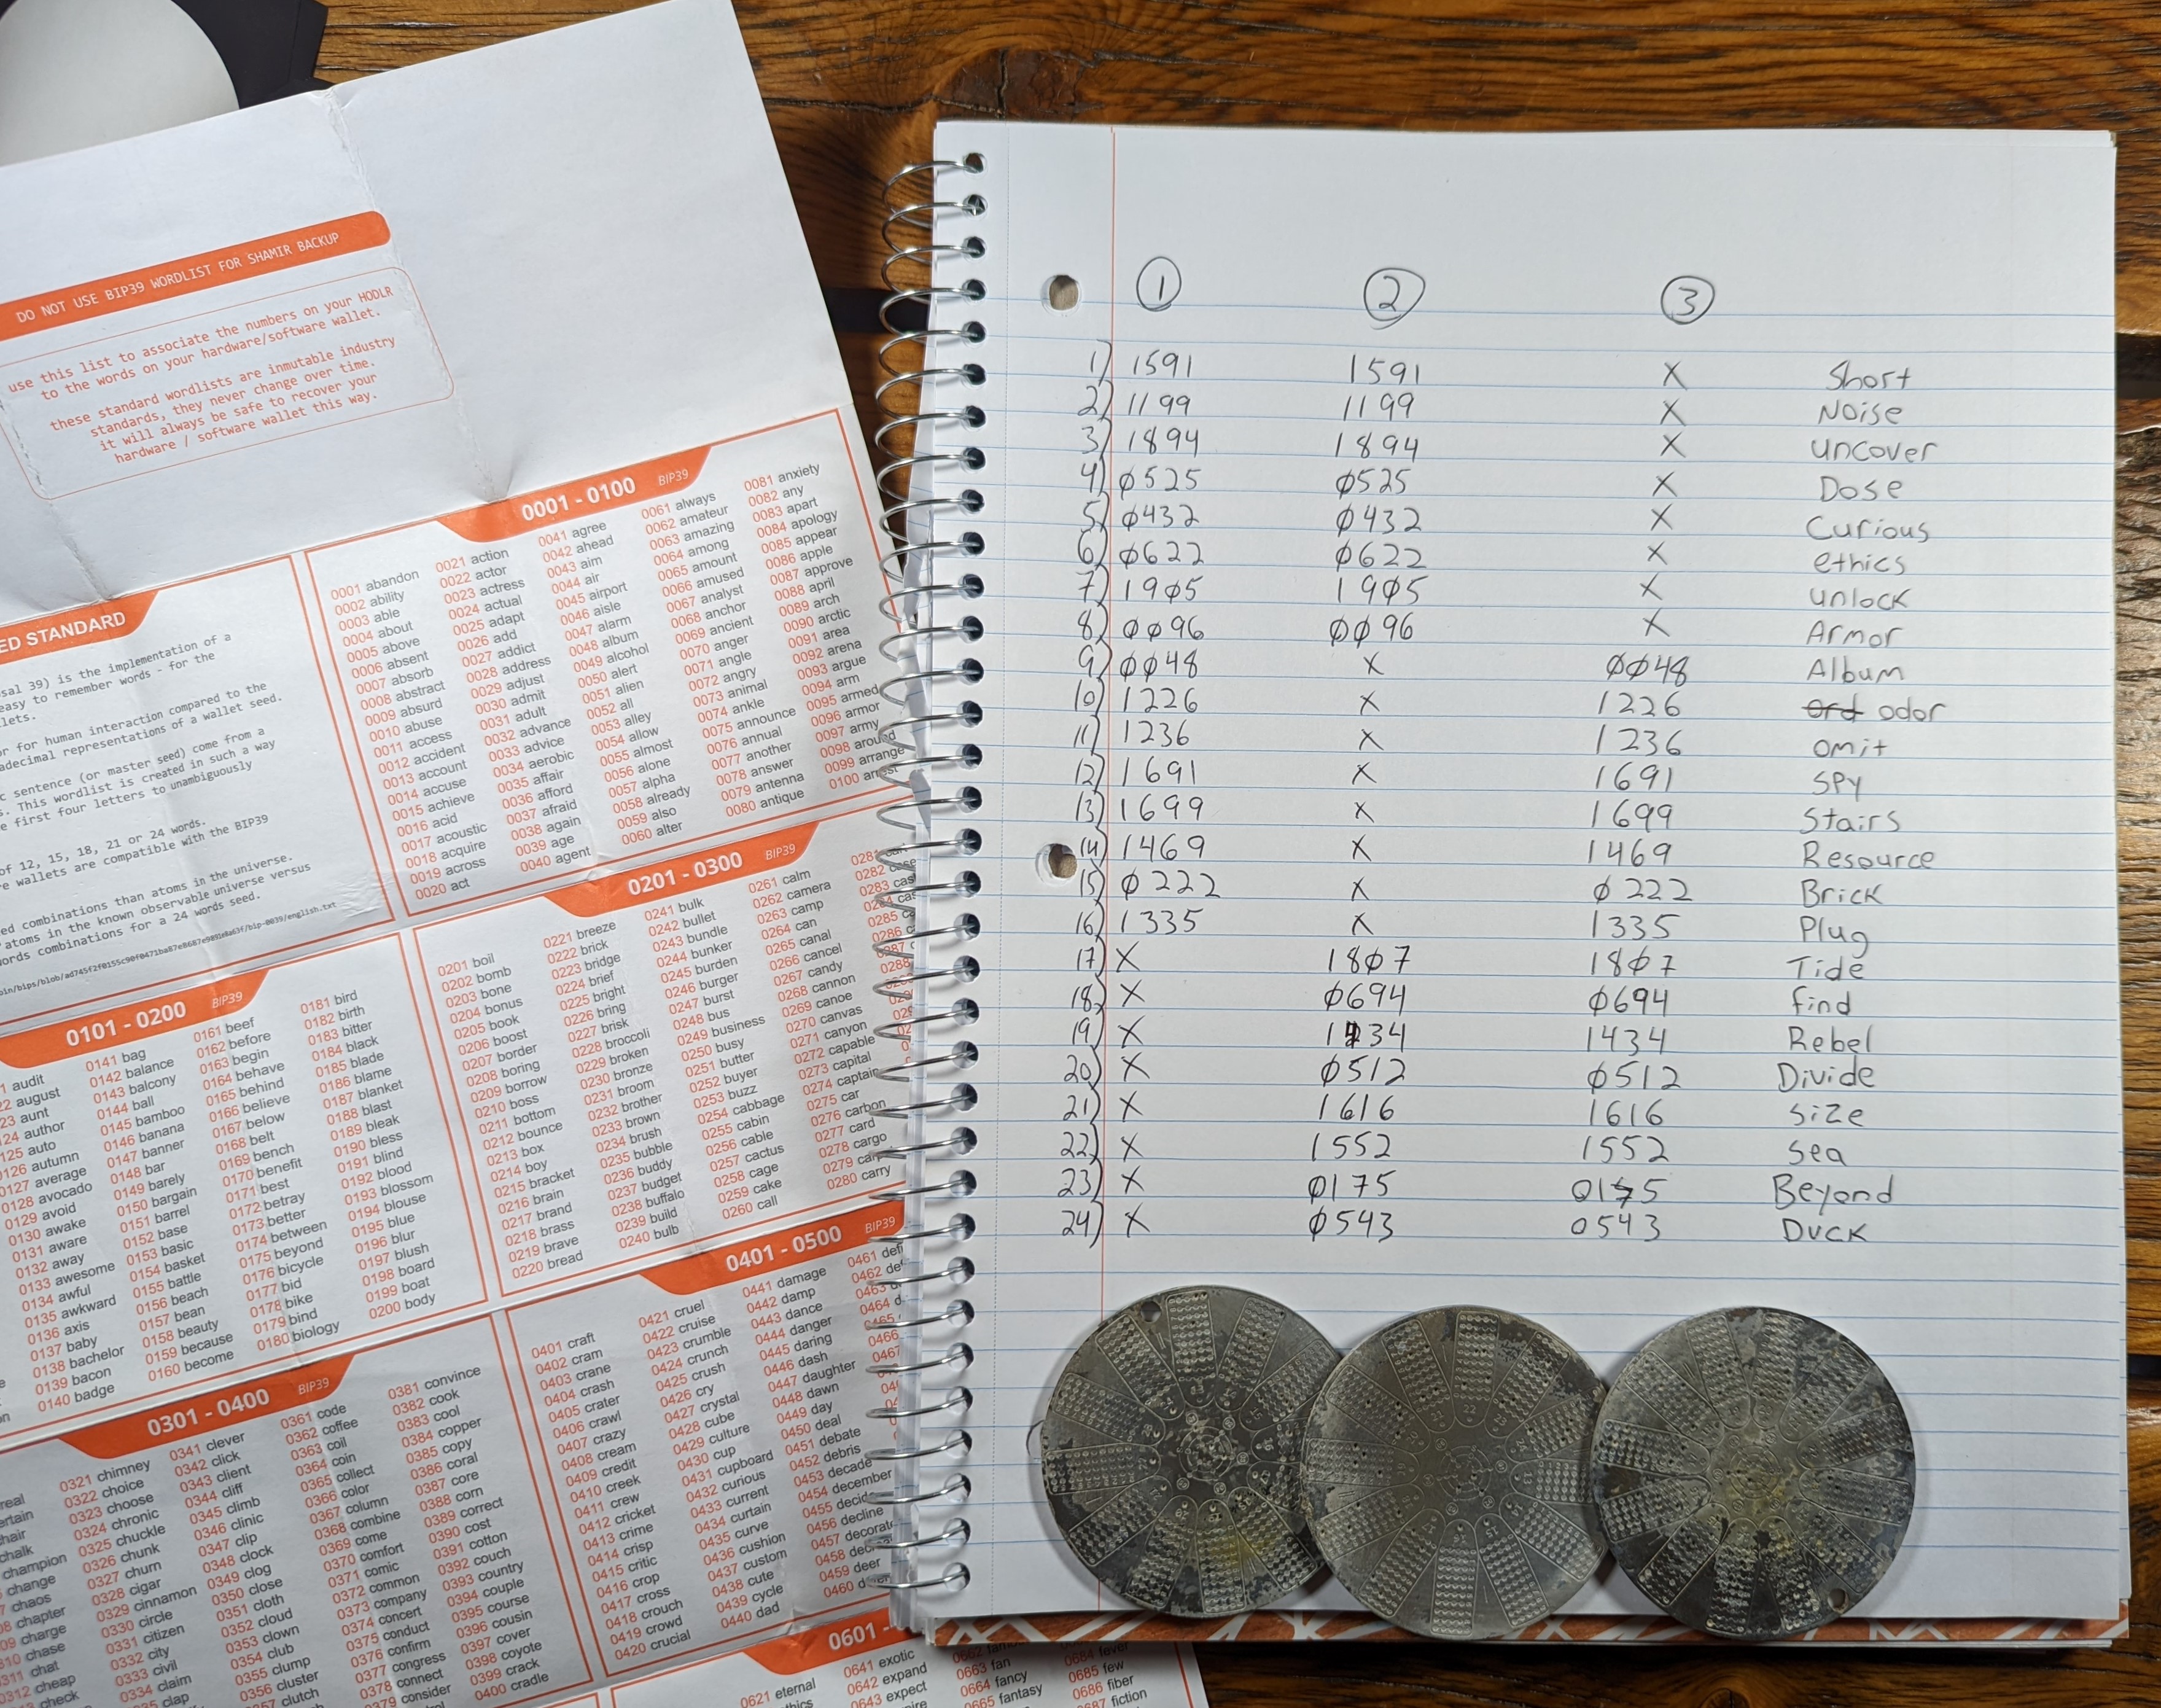 DO NOT USE BIP39 WORDLIST FOR SHAMIR BACKUP
use this list to associate the numbers on your HODLR
to the words on your hardware/software wallet.
these standard wordlists are inmutable industry
standards, they never change over time.
it will always be safe to recover your
hardware / software wallet this way.
0001 - 0100 BIP39
0001 abandon
0002 ability
0003 able
0004 about
0005 above
0006 absent
0007 absorb
0008 abstract
0009 absurd
0010 abuse
0011 access
0012 accident
0013 account
0014 accuse
0015 achieve
0016 acid
0017 acoustic
0018 acquire
0019 across
0020 act
0021 action
0022 actor
0023 actress
0024 actual
0025 adapt
0026 add
0027 addict
0028 address
0029 adjust
0030 admit
0031 adult
0032 advance
0033 advice
0034 aerobic
0035 affair
0036 afford
0037 afraid
0038 again
0039 age
0040 agent
0041 agree
0042 ahead
0043 aim
0044 air
0045 airport
0046 aisle
0047 alarm
0048 album
0049 alcohol
0050 alert
0051 alien
0052 all
0053 alley
0054 allow
0055 almost
0056 alone
0057 alpha
0058 already
0059 also
0060 alter
0061 always
0062 amateur
0063 amazing
0064 among
0065 amount
0066 amused
0067 analyst
0068 anchor
0069 ancient
0070 anger
0071 angle
0072 angry
0073 animal
0074 ankle
0075 announce
0076 annual
0077 another
0078 answer
0079 antenna
0080 antique
0081 anxiety
0082 any
0083 apart
0084 apology
0085 appear
0086 apple
0087 approve
0088 april
0089 arch
0090 arctic
0091 area
0092 arena
0093 argue
0094 arm
0095 armed
0096 armor
0097 army
0098 around
0099 arrange
0100 arrest
ED STANDARD
sal 39) is the implementation of a
easy to remember words - for the
llets.
or for human interaction compared to the
adecimal representations of a wallet seed.
c sentence (or master seed) come from a
. This wordlist is created in such a way
e first four letters to unambiguously
of 12, 15, 18, 21 or 24 words.
e wallets are compatible with the BIP39
ed combinations than atoms in the universe.
atoms in the known observable universe versus
ords combinations for a 24 words seed.
0101 - 0200 BIP39
audit
august
23 aunt
24 author
125 auto
0126 autumn
0127 average
0128 avocado
0129 avoid
0130 awake
0131 aware
0132 away
0133 awesome
0134 awful
0135 awkward
0136 axis
0137 baby
0138 bachelor
0139 bacon
0140 badge
0141 bag
0142 balance
0143 balcony
0144 ball
0145 bamboo
0146 banana
0147 banner
0148 bar
0149 barely
0150 bargain
0151 barrel
0152 base
0153 basic
0154 basket
0155 battle
0156 beach
0157 bean
0158 beauty
0159 because
0160 become
0161 beef
0162 before
0163 begin
0164 behave
0165 behind
0166 believe
0167 below
0168 belt
0169 bench
0170 benefit
0171 best
0172 betray
0173 better
0174 between
0175 beyond
0176 bicycle
0177 bid
0178 bike
0179 bind
0180 biology
0181 bird
0182 birth
0183 bitter
0184 black
0185 blade
0186 blame
0187 blanket
0188 blast
0189 bleak
0190 bless
0191 blind
0192 blood
0193 blossom
0194 blouse
0195 blue
0196 blur
0197 blush
0198 board
0199 boat
0200 body
0201 - 0300 BIP39
0201 boil
0202 bomb
0203 bone
0204 bonus
0205 book
0206 boost
0207 border
0208 boring
0209 borrow
0210 boss
0211 bottom
0212 bounce
0213 box
0214 boy
0215 bracket
0216 brain
0217 brand
0218 brass
0219 brave
0220 bread
0221 breeze
0222 brick
0223 bridge
0224 brief
0225 bright
0226 bring
0227 brisk
0228 broccoli
0229 broken
0230 bronze
0231 broom
0232 brother
0233 brown
0234 brush
0235 bubble
0236 buddy
0237 budget
0238 buffalo
0239 build
0240 bulb
0241 bulk
0242 bullet
0243 bundle
0244 bunker
0245 burden
0246 burger
0247 burst
0248 bus
0249 business
0250 busy
0251 butter
0252 buyer
0253 buzz
0254 cabbage
0255 cabin
0256 cable
0257 cactus
0258 cage
0259 cake
0260 call
0261 calm
0262 camera
0263 camp
0264 can
0265 canal
0266 cancel
0267 candy
0268 cannon
0269 canoe
0270 canvas
0271 canyon
0272 capable
0273 capital
0274 captain
0275 car
0276 carbon
0277 card
0278 cargo
0279 carpet
0280 carry
0301 - 0400 BIP39
0321 chimney
0322 choice
0323 choose
0324 chronic
0325 chuckle
0326 chunk
0327 churn
0328 cigar
0329 cinnamon
0330 circle
0331 citizen
0332 city
0333 civil
0334 claim
0341 clever
0342 click
0343 client
0344 cliff
0345 climb
0346 clinic
0347 clip
0348 clock
0349 clog
0350 close
0351 cloth
0352 cloud
0353 clown
0354 club
0355 clump
0356 cluster
0357 clutch
0361 code
0362 coffee
0363 coil
0364 coin
0365 collect
0366 color
0367 column
0368 combine
0369 come
0370 comfort
0371 comic
0372 common
0373 company
0374 concert
0375 conduct
0376 confirm
0377 congress
0378 connect
0379 consider
0381 convince
0382 cook
0383 cool
0384 copper
0385 copy
0386 coral
0387 core
0388 corn
0389 correct
0390 cost
0391 cotton
0392 couch
0393 country
0394 couple
0395 course
0396 cousin
0397 cover
0398 coyote
0399 crack
0400 cradle
0401 - 0500 BIP39
0401 craft
0402 cram
0403 crane
0404 crash
0405 crater
0406 crawl
0407 crazy
0408 cream
0409 credit
0410 creek
0411 crew
0412 cricket
0413 crime
0414 crisp
0415 critic
0416 crop
0417 cross
0418 crouch
0419 crowd
0420 crucial
0421 cruel
0422 cruise
0423 crumble
0424 crunch
0425 crush
0426 cry
0427 crystal
0428 cube
0429 culture
0430 cup
0431 cupboard
0432 curious
0433 current
0434 curtain
0435 curve
0436 cushion
0437 custom
0438 cute
0439 cycle
0440 dad
0441 damage
0442 damp
0443 dance
0444 danger
0445 daring
0446 dash
0447 daughter
0448 dawn
0449 day
0450 deal
0451 debate
0452 debris
0453 decade
0454 december
0455 decide
0456 decline
0457 decorate
0459 deer
0601 -
0621 eternal
0641 exotic
0642 expand
0643 expect
0663 fan
0664 fancy
0665 fantasy
0685 few
0686 fiber
0687 fiction
1 2 3
1) 1591 1591 X Short
2) 1199 1199 X Noise
3) 1894 1894 X uncover
4) 0525 0525 X Dose
5) 0432 0432 X Curious
6) 0622 0622 X ethics
7) 1905 1905 X unlock
8) 0096 0096 X Armor
9) 0048 X 0048 Album
10) 1226 X 1226 ord odor
11) 1236 X 1236 omit
12) 1691 X 1691 SPy
13) 1699 X 1699 Stairs
14) 1469 X 1469 Resource
15) 0222 X 0222 Brick
16) 1335 X 1335 Plug
17) X 1807 1807 Tide
18) X 0694 0694 find
19) X 1434 1434 Rebel
20) X 0512 0512 Divide
21) X 1616 1616 Size
22) X 1552 1552 Sea
23) X 0175 0175 Beyond
24) X 0543 0543 Duck